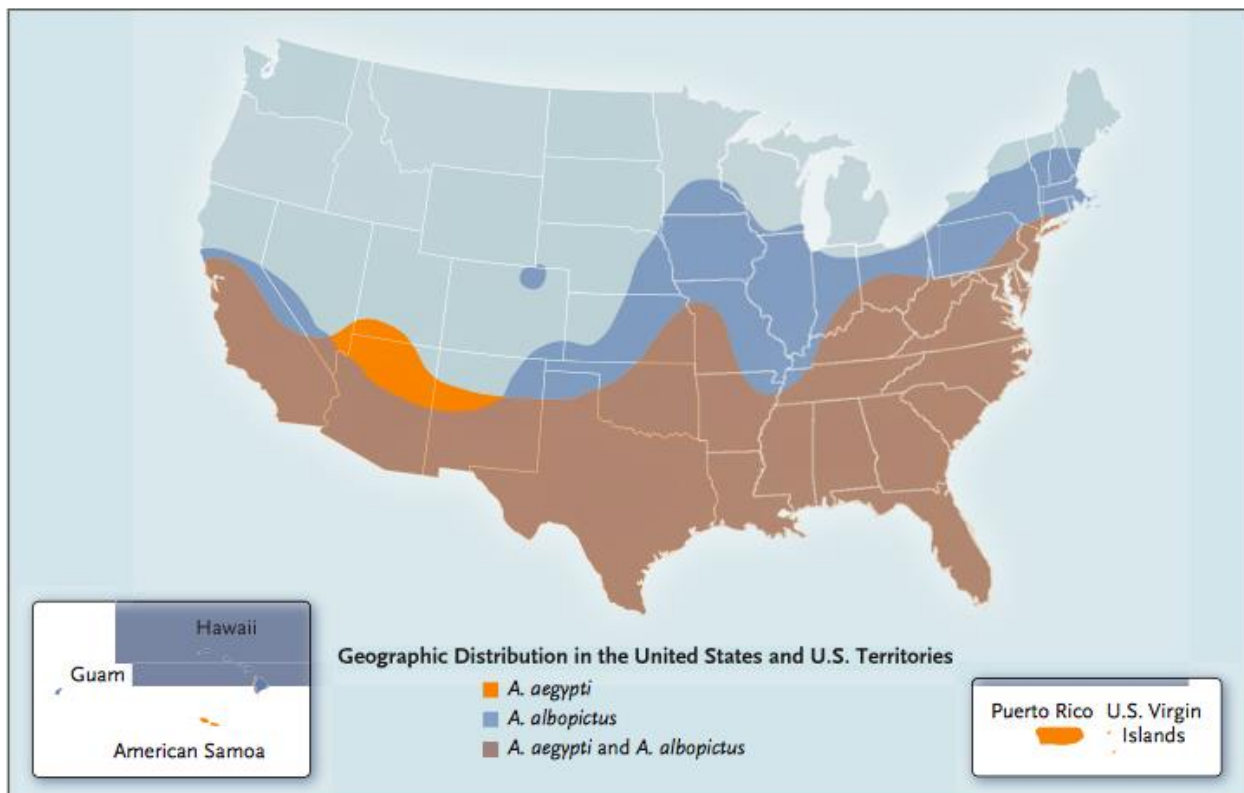 Hawaii
Guam
American Samoa
Geographic Distribution in the United States and U.S. Territories
A. aegypti
A. albopictus
A. aegypti and A. albopictus
Puerto Rico
U.S. Virgin
Islands